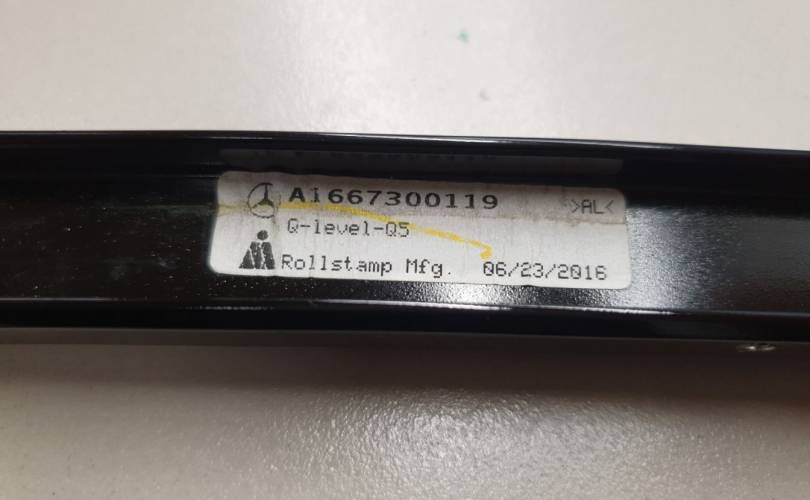 A1667300119 >AL<
Q-level-Q5
Rollstamp Mfg. 06/23/2016